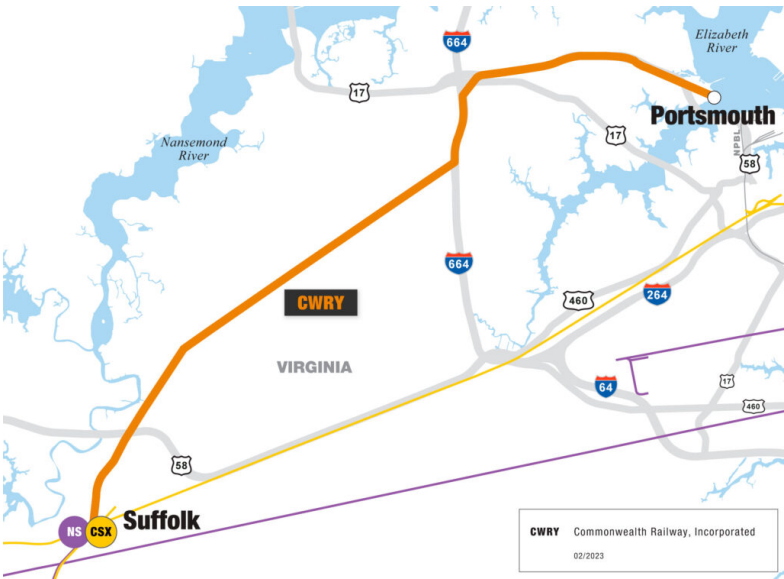 664
Elizabeth
River
17
Portsmouth
17
NPBL
58
Nansemond
River
664
460
264
CWRY
VIRGINIA
64
17
460
58
NS
CSX
Suffolk
CWRY Commonwealth Railway, Incorporated
02/2023